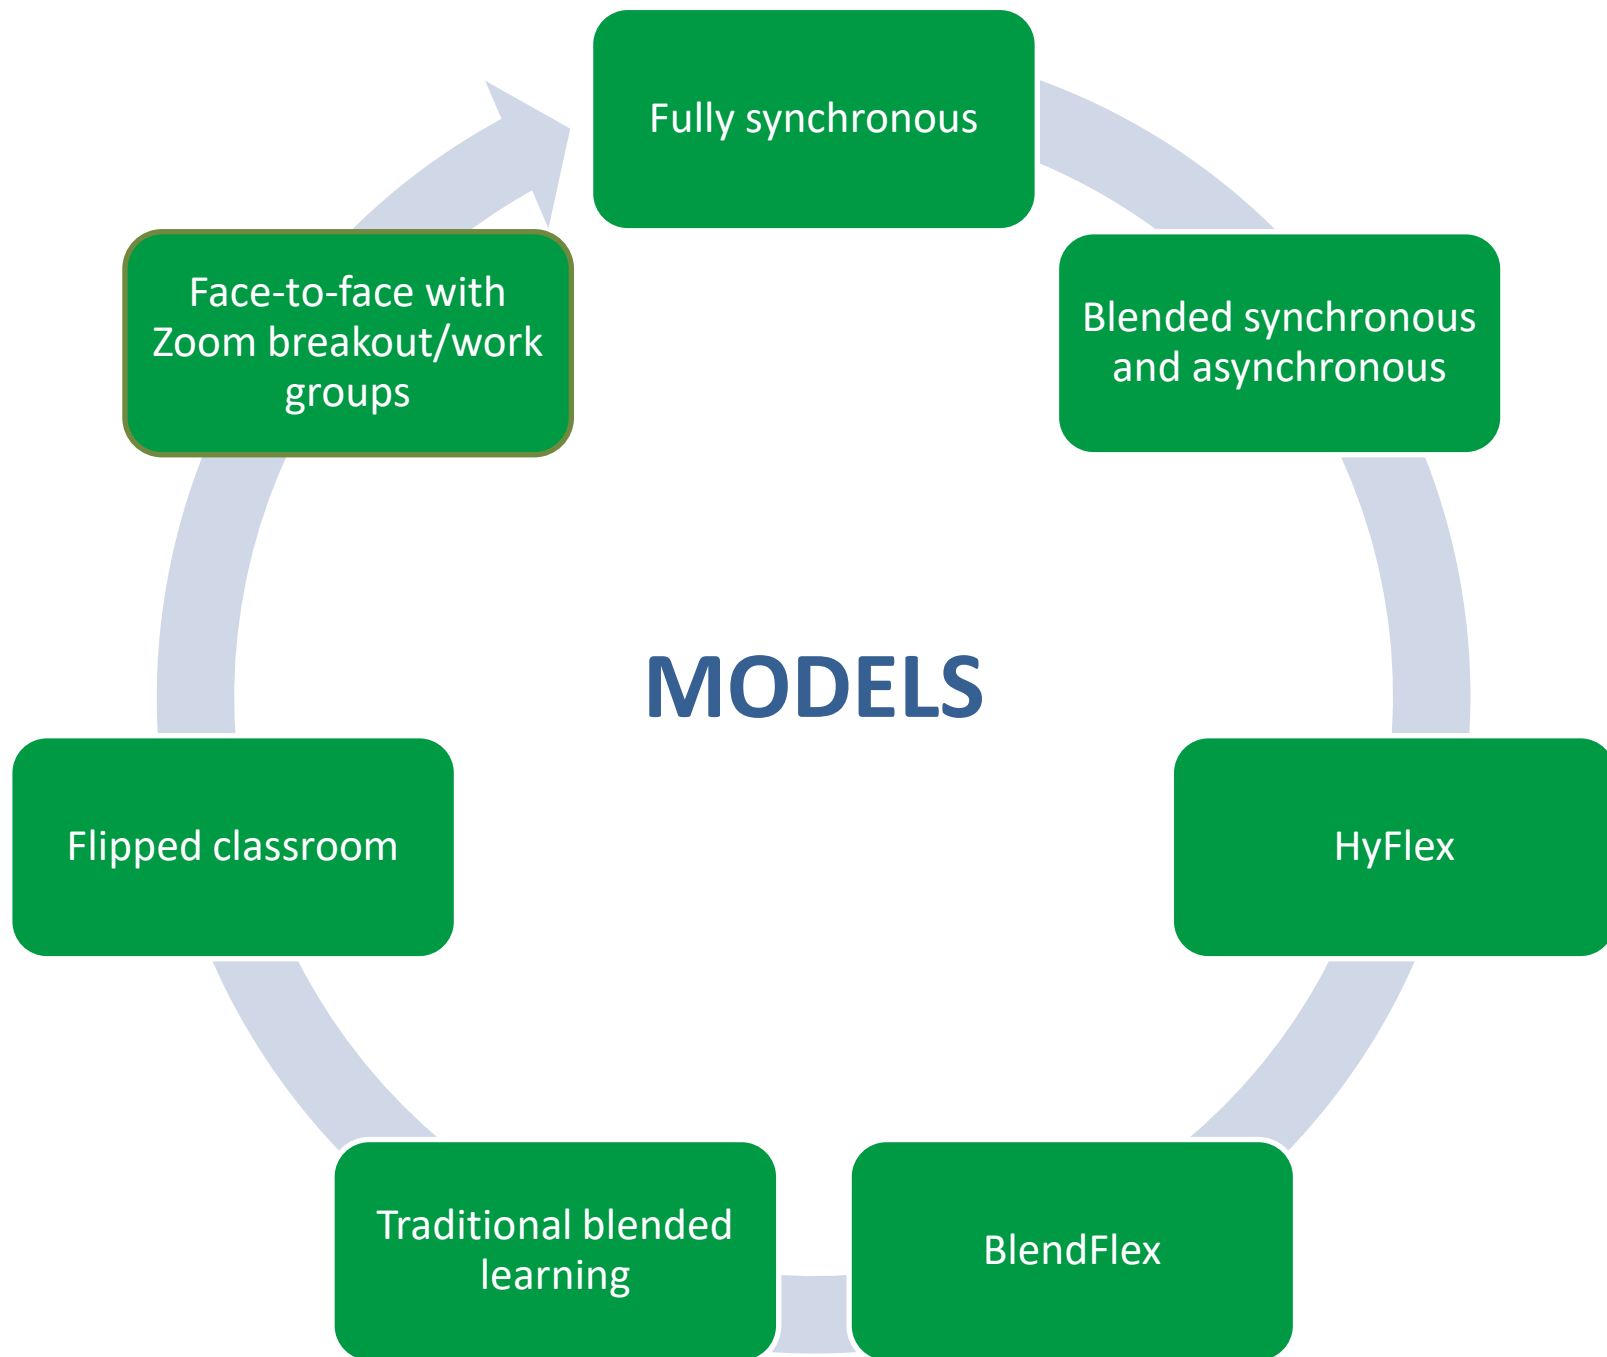 Fully synchronous
Blended synchronous
and asynchronous
HyFlex
BlendFlex
Traditional blended
learning
Flipped classroom
Face-to-face with
Zoom breakout/work
groups
MODELS